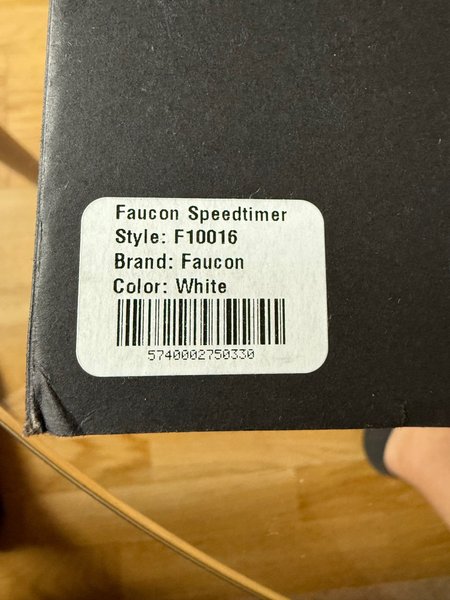 Faucon Speedtimer
Style: F10016
Brand: Faucon
Color: White
5740002750330